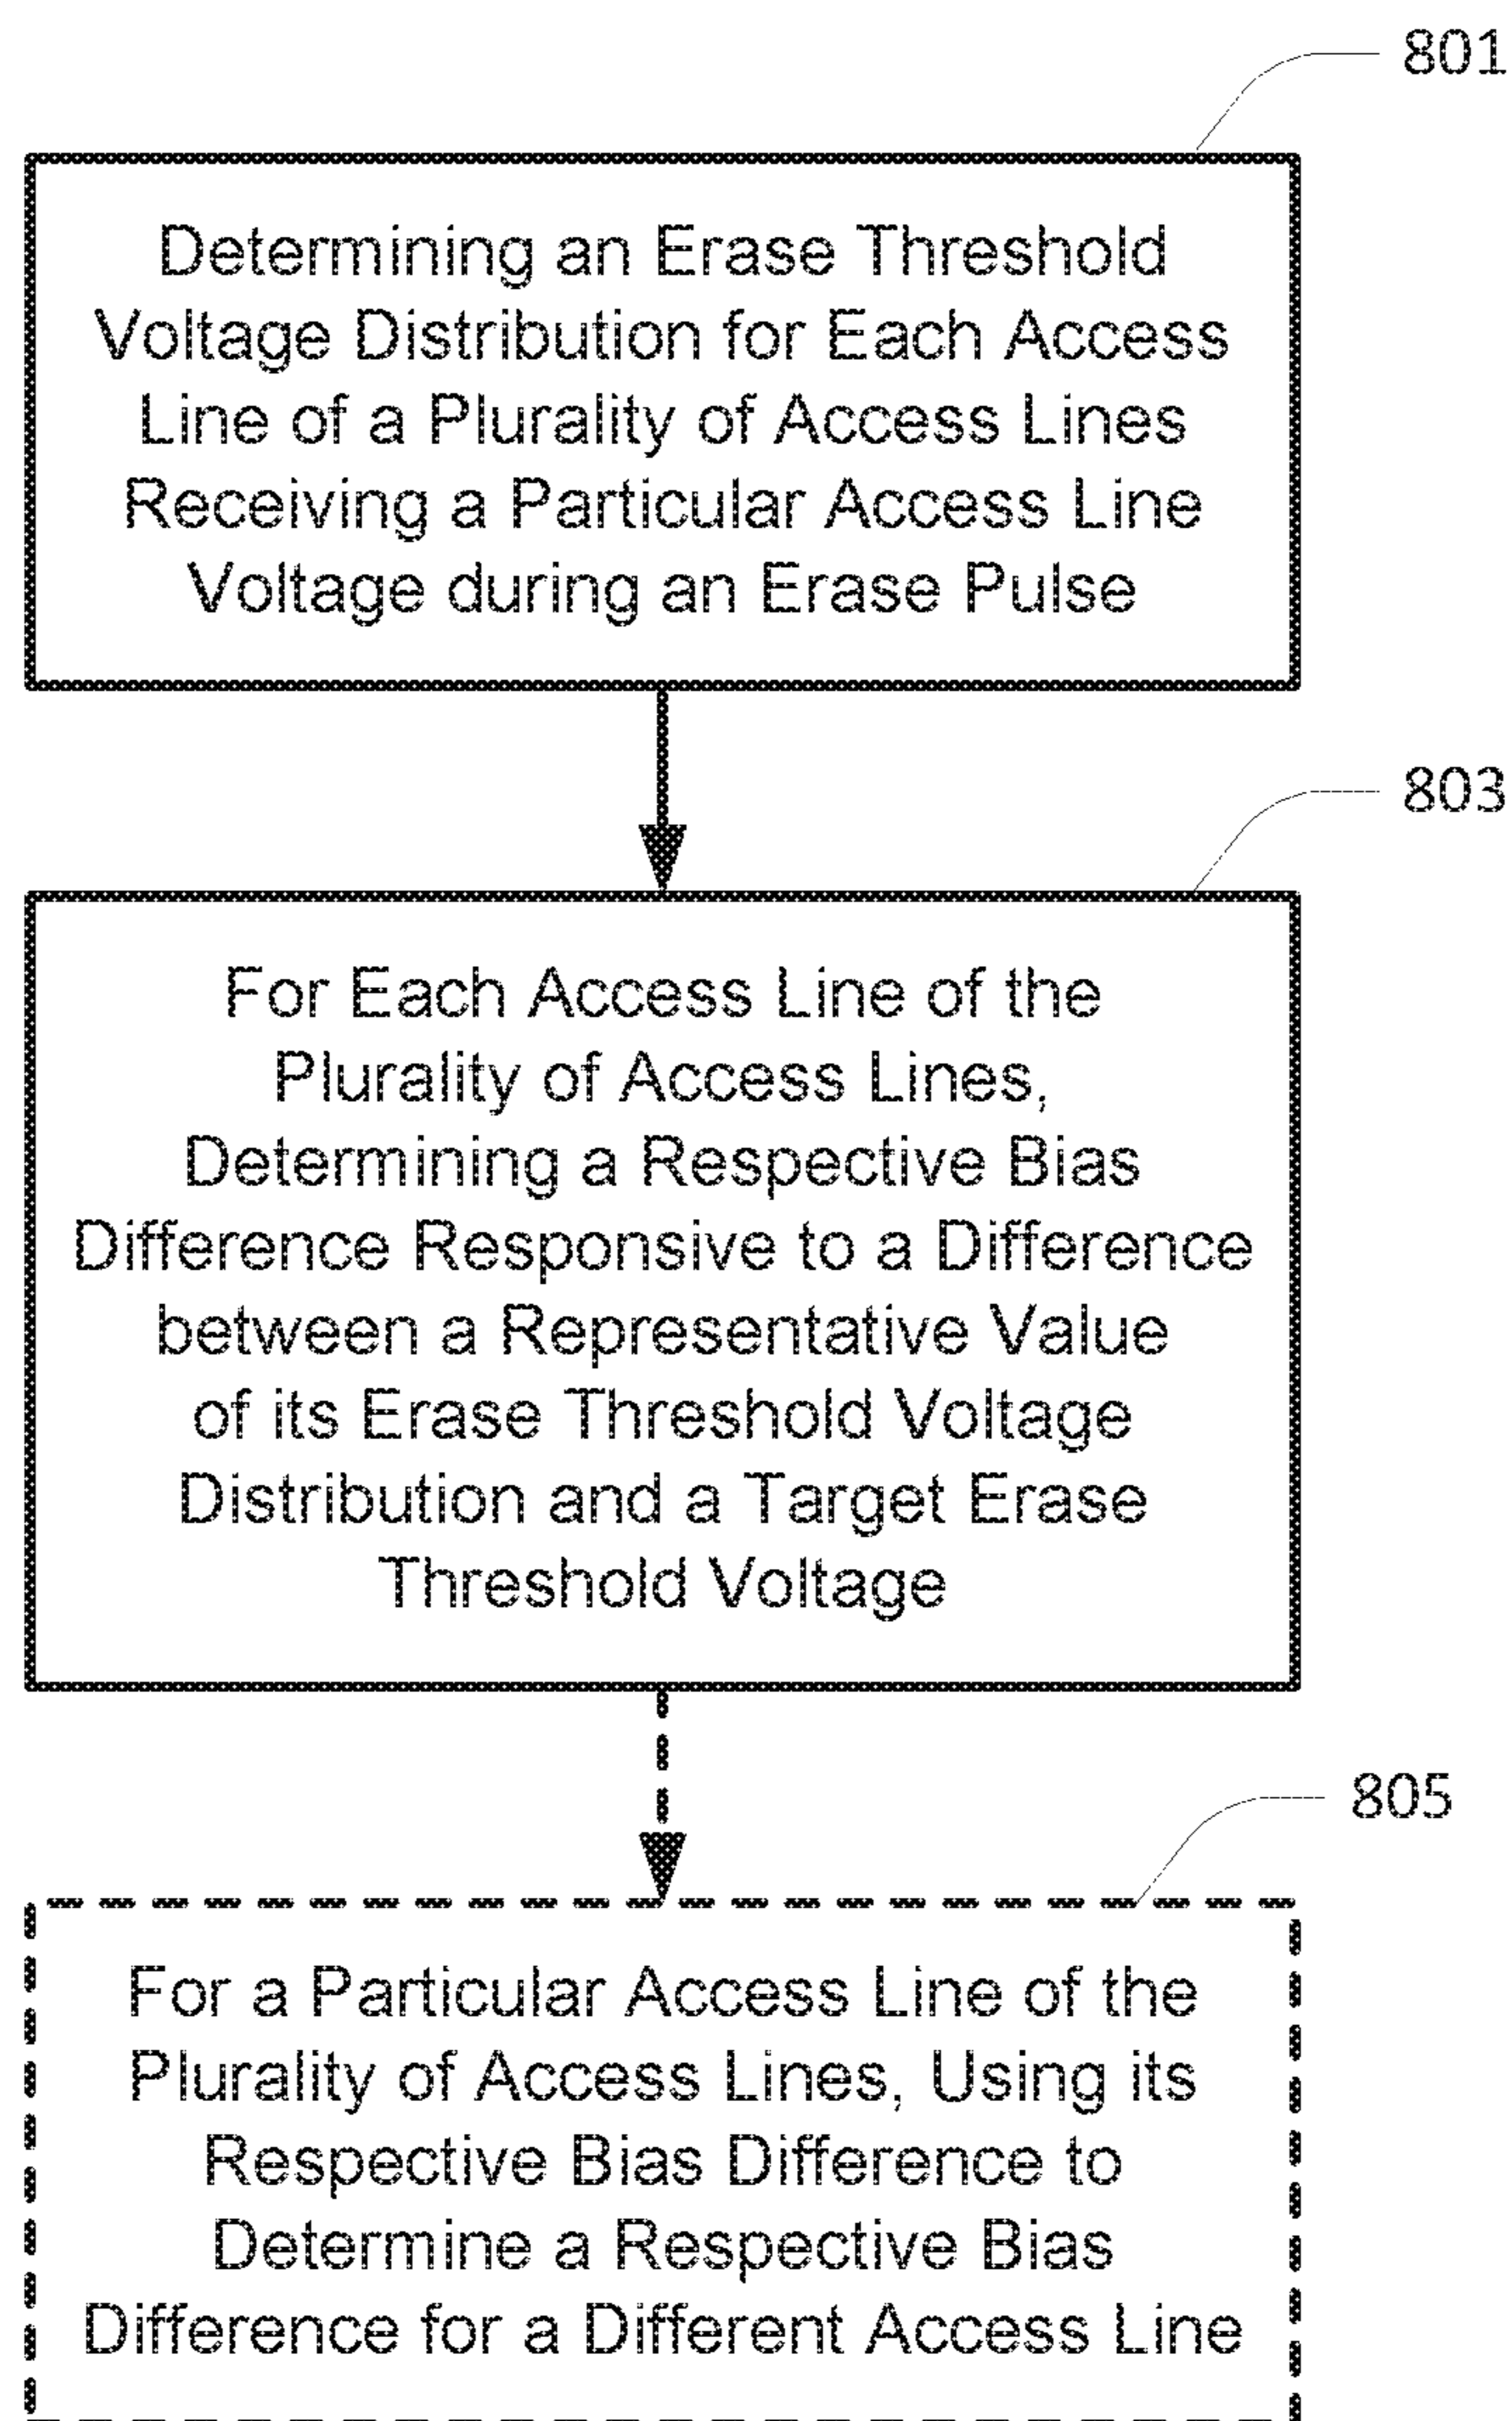 801
Determining an Erase Threshold
Voltage Distribution for Each Access
Line of a Plurality of Access Lines
Receiving a Particular Access Line
Voltage during an Erase Pulse
803
For Each Access Line of the
Plurality of Access Lines,
Determining a Respective Bias
Difference Responsive to a Difference
between a Representative Value
of its Erase Threshold Voltage
Distribution and a Target Erase
Threshold Voltage
805
For a Particular Access Line of the
Plurality of Access Lines, Using its
Respective Bias Difference to
Determine a Respective Bias
Difference for a Different Access Line